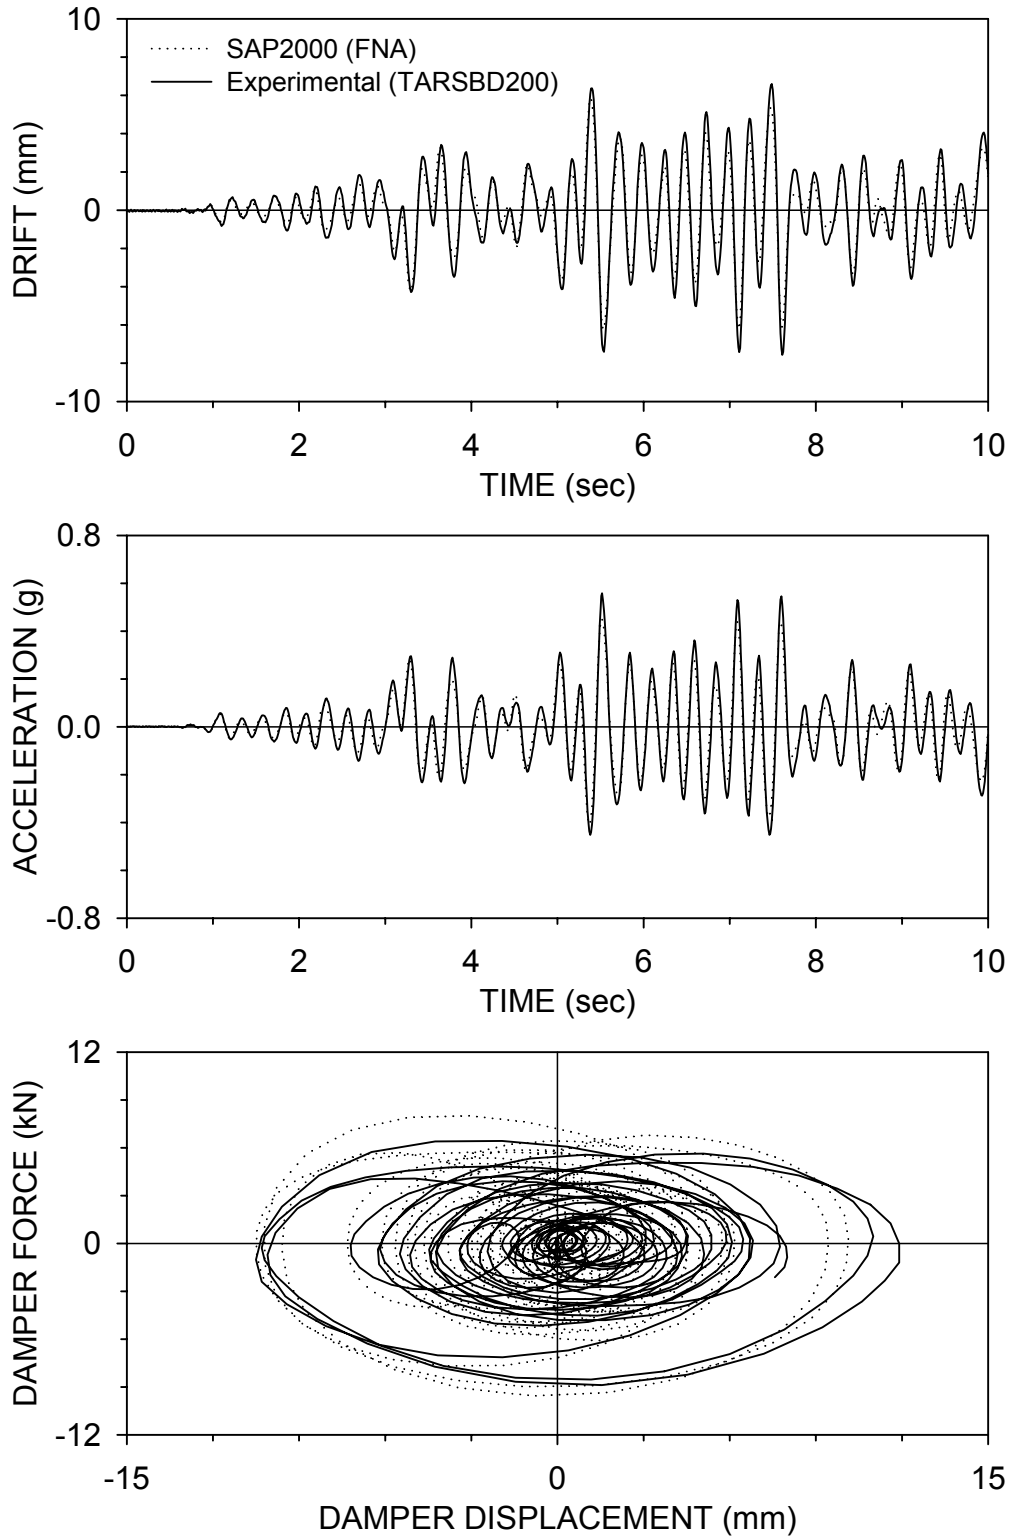 10
SAP2000 (FNA)
Experimental (TARSBD200)
DRIFT (mm)
0
-10
0 2 4 6 8 10
TIME (sec)
0.8
ACCELERATION (g)
0.0
-0.8
0 2 4 6 8 10
TIME (sec)
12
DAMPER FORCE (kN)
0
-12
-15 0 15
DAMPER DISPLACEMENT (mm)